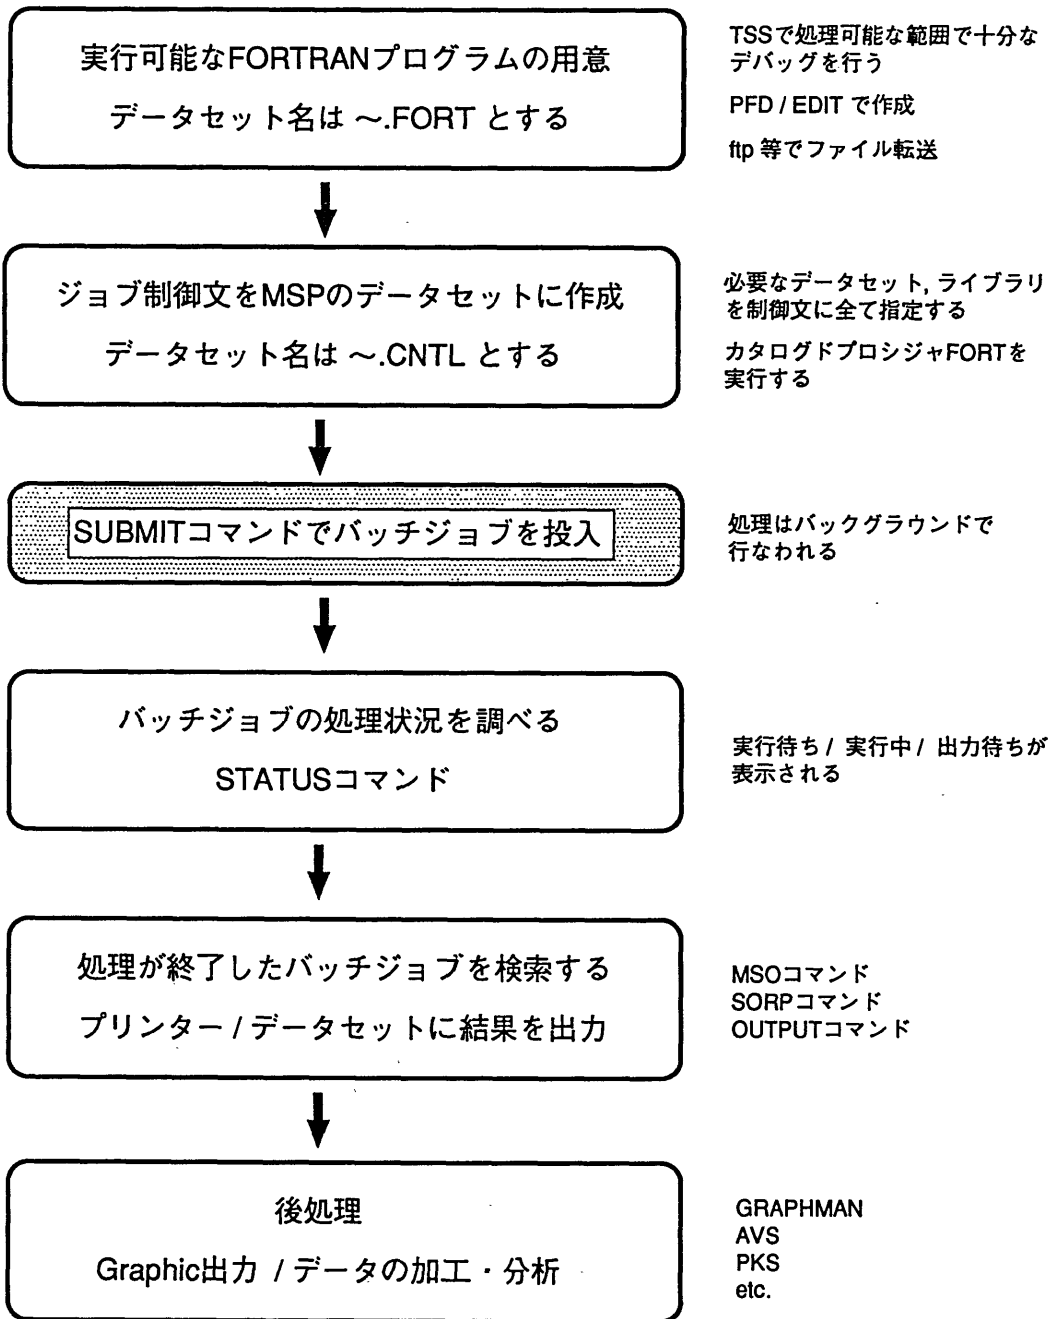 実行可能なFORTRANプログラムの用意
データセット名は ～.FORT とする
TSSで処理可能な範囲で十分な
デバッグを行う
PFD / EDIT で作成
ftp 等でファイル転送
ジョブ制御文をMSPのデータセットに作成
データセット名は ～.CNTL とする
必要なデータセット, ライブラリ
を制御文に全て指定する
カタログドプロシジャFORTを
実行する
SUBMITコマンドでバッチジョブを投入
処理はバックグラウンドで
行なわれる
バッチジョブの処理状況を調べる
STATUSコマンド
実行待ち / 実行中 / 出力待ちが
表示される
処理が終了したバッチジョブを検索する
プリンター / データセットに結果を出力
MSOコマンド
SORPコマンド
OUTPUTコマンド
後処理
Graphic出力 / データの加工・分析
GRAPHMAN
AVS
PKS
etc.